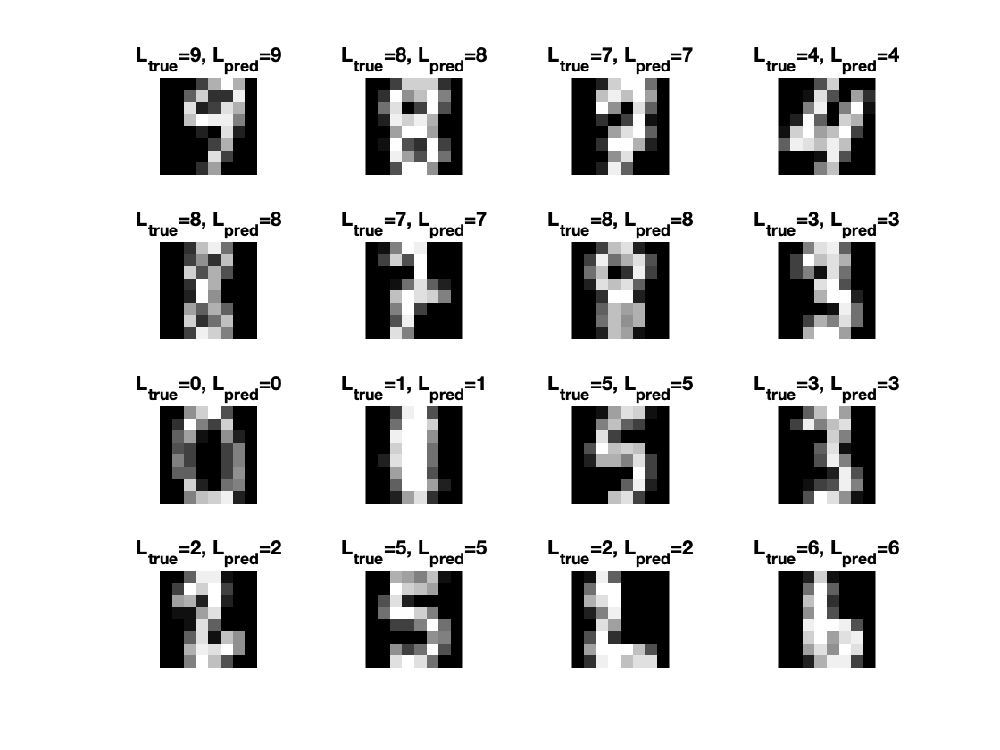 L_true=9, L_pred=9 L_true=8, L_pred=8 L_true=7, L_pred=7 L_true=4, L_pred=4
L_true=8, L_pred=8 L_true=7, L_pred=7 L_true=8, L_pred=8 L_true=3, L_pred=3
L_true=0, L_pred=0 L_true=1, L_pred=1 L_true=5, L_pred=5 L_true=3, L_pred=3
L_true=2, L_pred=2 L_true=5, L_pred=5 L_true=2, L_pred=2 L_true=6, L_pred=6